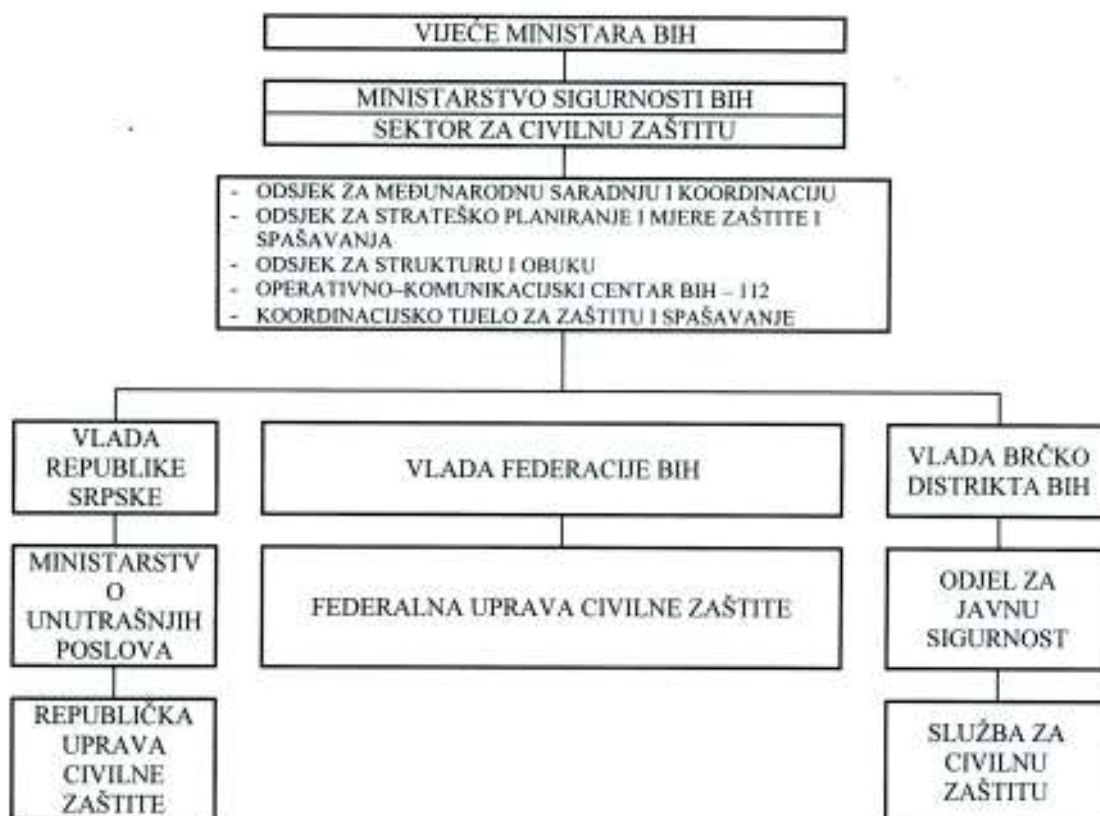 VIJEĆE MINISTARA BIH
MINISTARSTVO SIGURNOSTI BIH
SEKTOR ZA CIVILNU ZAŠTITU
- ODSJEK ZA MEĐUNARODNU SARADNJU I KOORDINACIJU
- ODSJEK ZA STRATEŠKO PLANIRANJE I MJERE ZAŠTITE I
SPAŠAVANJA
- ODSJEK ZA STRUKTURU I OBUKU
- OPERATIVNO–KOMUNIKACIJSKI CENTAR BIH – 112
- KOORDINACIJSKO TIJELO ZA ZAŠTITU I SPAŠAVANJE
VLADA
REPUBLIKE
SRPSKE
VLADA FEDERACIJE BIH
VLADA BRČKO
DISTRIKTA BIH
MINISTARSTV
O
UNUTRAŠNJIH
POSLOVA
FEDERALNA UPRAVA CIVILNE ZAŠTITE
ODJEL ZA
JAVNU
SIGURNOST
REPUBLIČKA
UPRAVA
CIVILNE
ZAŠTITE
SLUŽBA ZA
CIVILNU
ZAŠTITU